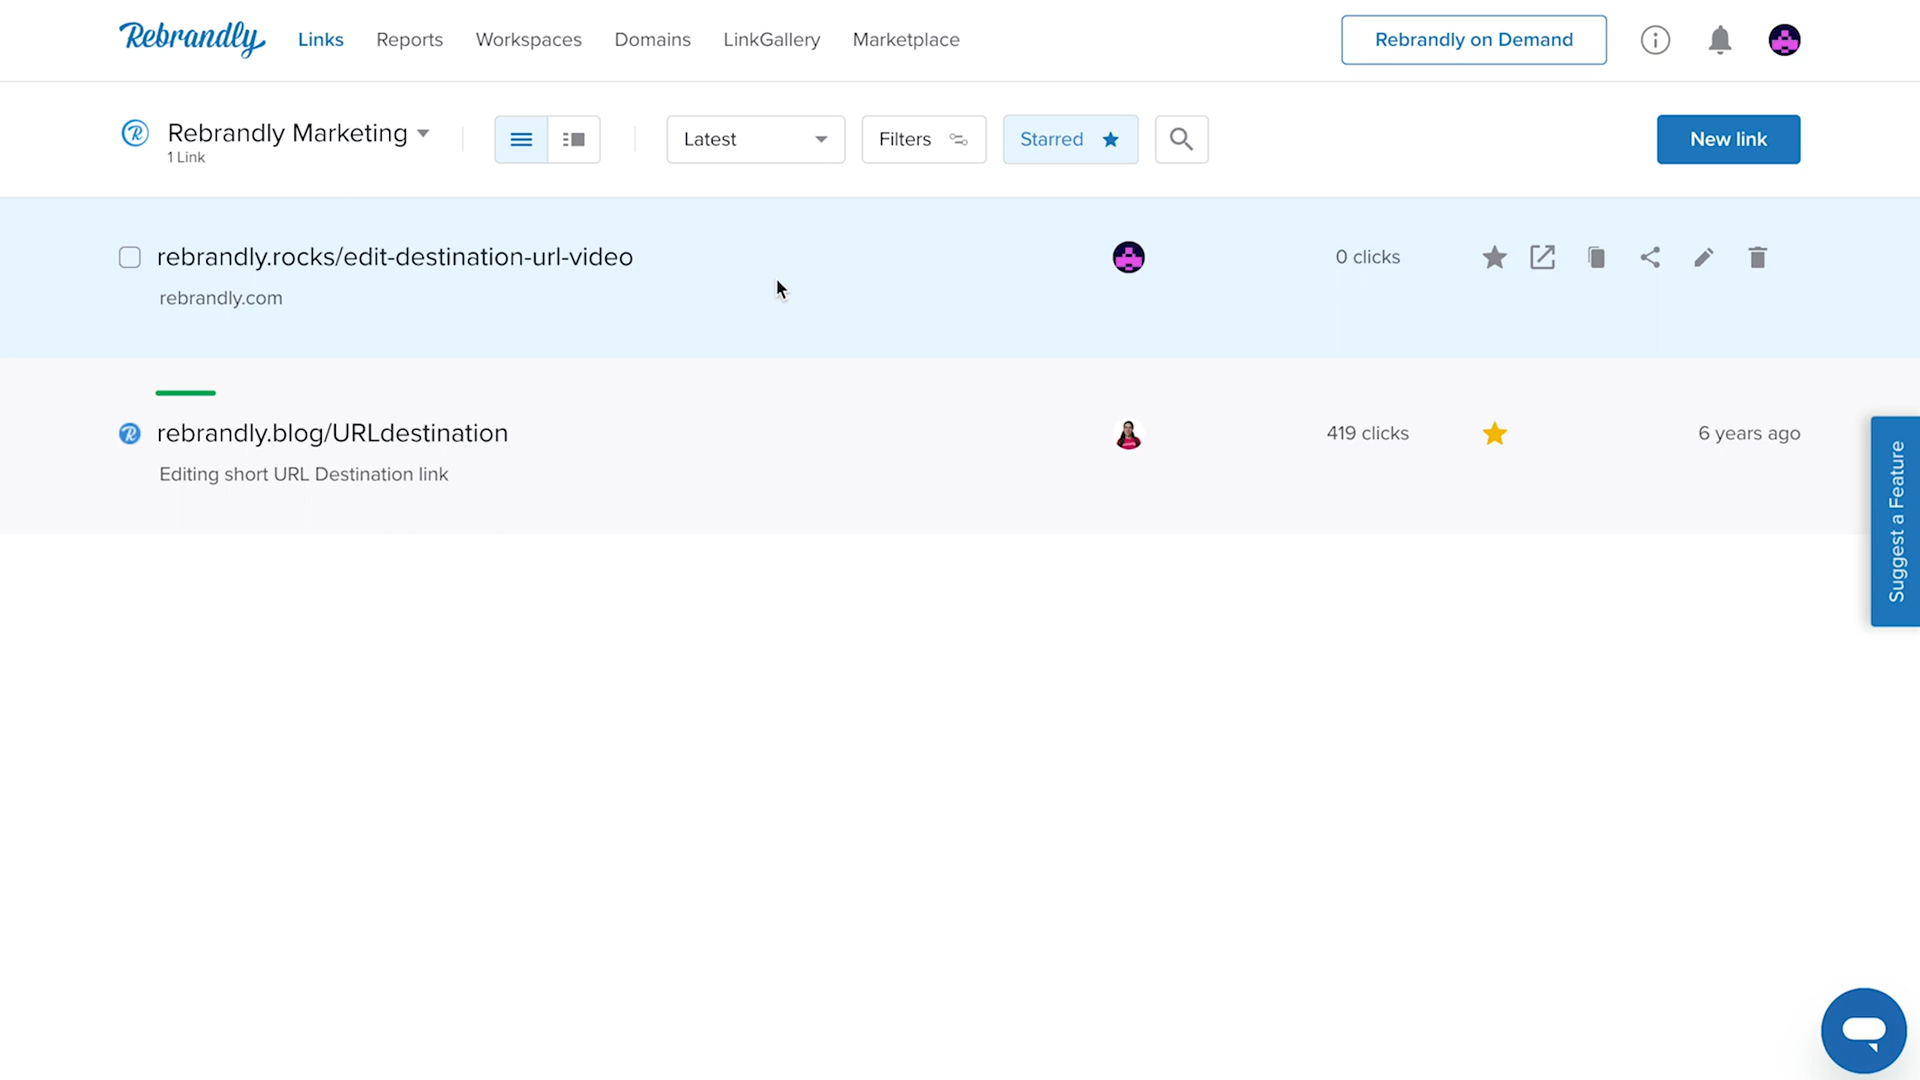 Rebrandly Links Reports Workspaces Domains LinkGallery Marketplace Rebrandly on Demand
Rebrandly Marketing Latest Filters Starred New link
1 Link
rebrandly.rocks/edit-destination-url-video 0 clicks
rebrandly.com
rebrandly.blog/URLdestination 419 clicks 6 years ago
Editing short URL Destination link
Suggest a Feature